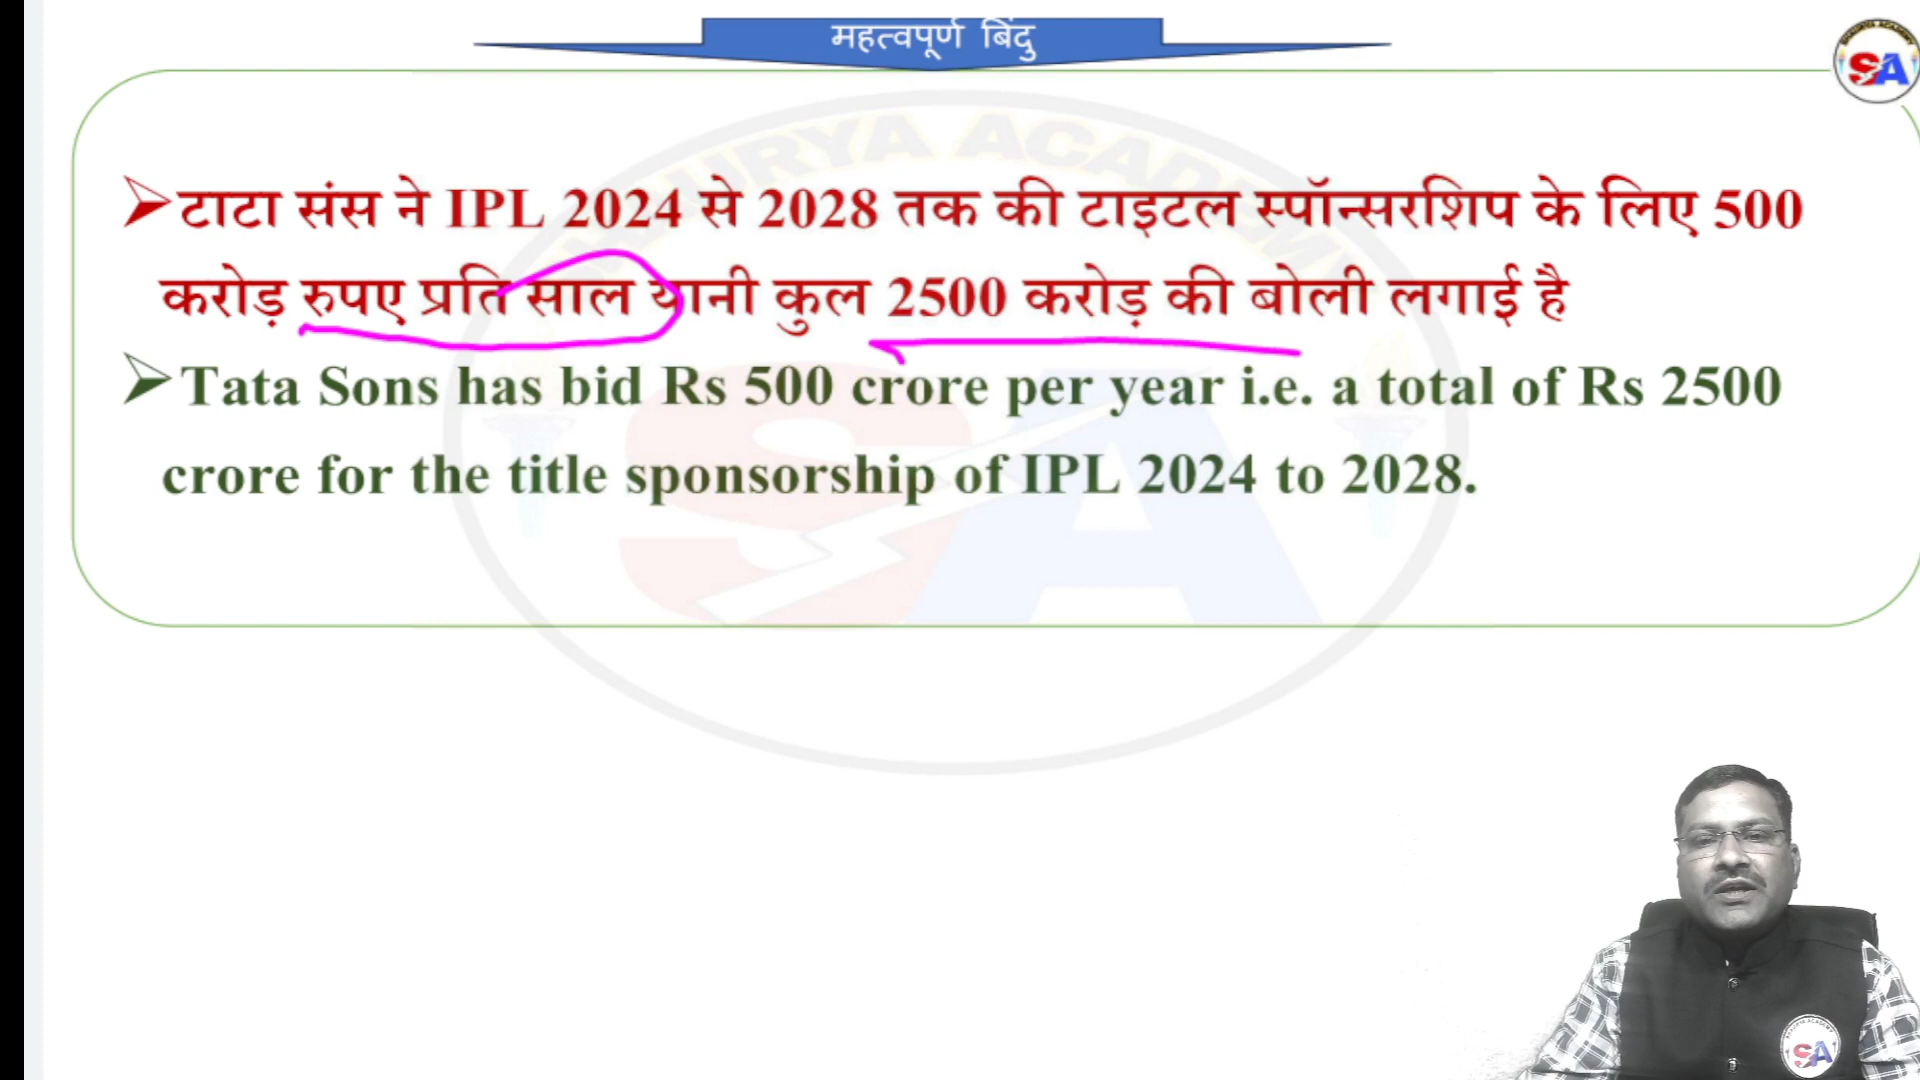 महत्वपूर्ण बिंदु
SA
➢टाटा संस ने IPL 2024 से 2028 तक की टाइटल स्पॉन्सरशिप के लिए 500
करोड़ रुपए प्रति साल यानी कुल 2500 करोड़ की बोली लगाई है
➢Tata Sons has bid Rs 500 crore per year i.e. a total of Rs 2500
crore for the title sponsorship of IPL 2024 to 2028.
SA